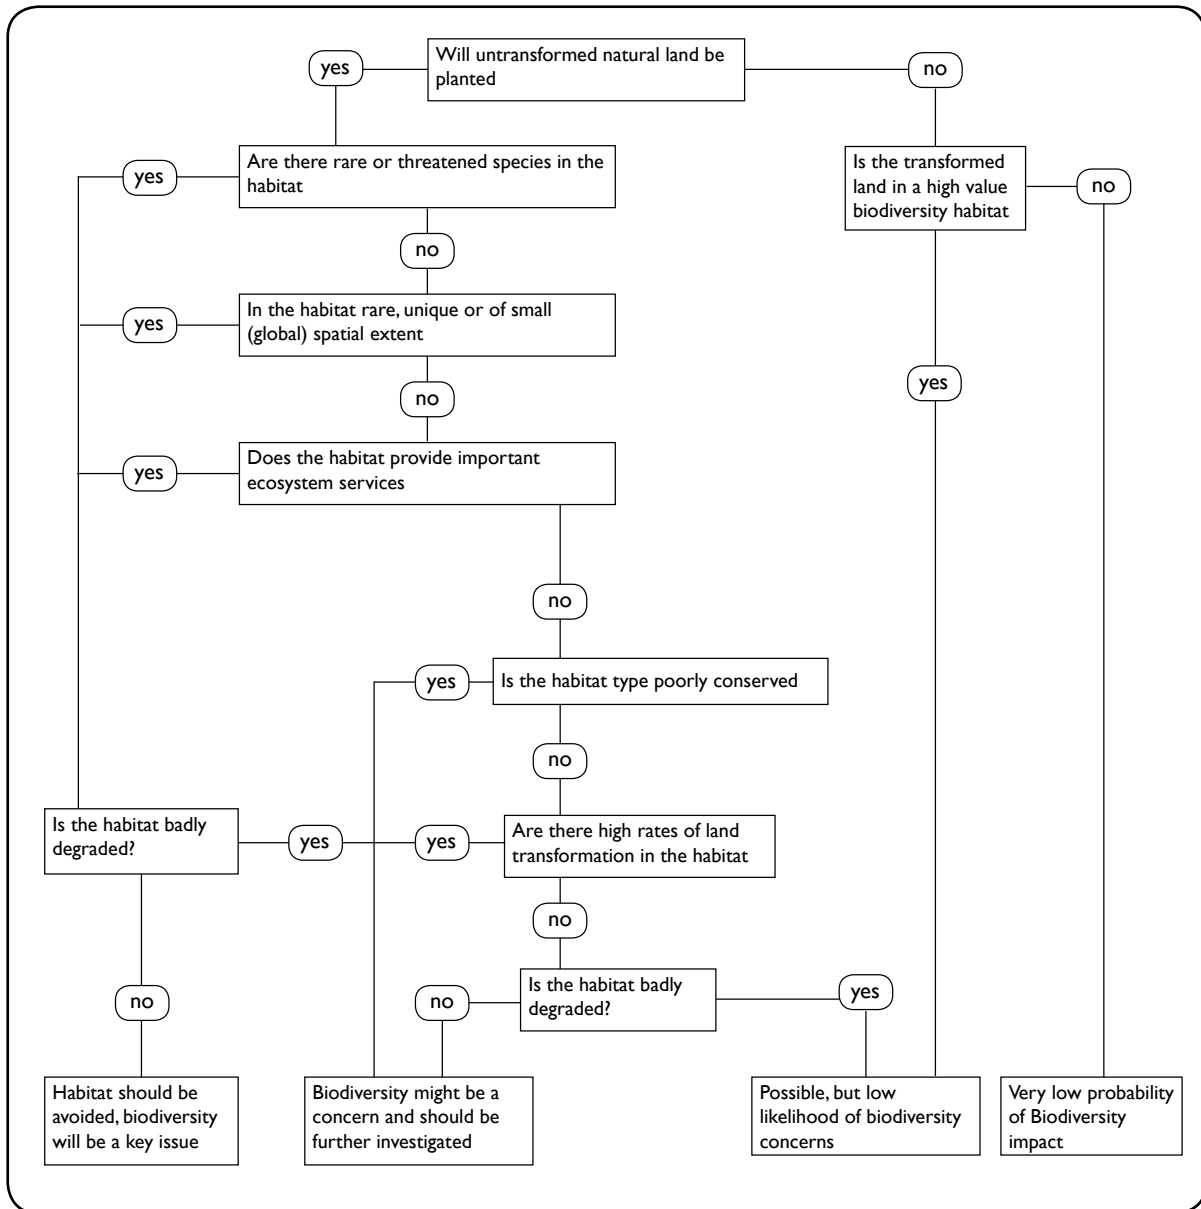 yes
Will untransformed natural land be
planted
no
yes
Are there rare or threatened species in the
habitat
Is the transformed
land in a high value
biodiversity habitat
no
no
yes
In the habitat rare, unique or of small
(global) spatial extent
no
yes
yes
Does the habitat provide important
ecosystem services
no
yes
Is the habitat type poorly conserved
no
Is the habitat badly
degraded?
yes
yes
Are there high rates of land
transformation in the habitat
no
no
no
Is the habitat badly
degraded?
yes
Habitat should be
avoided, biodiversity
will be a key issue
Biodiversity might be a
concern and should be
further investigated
Possible, but low
likelihood of biodiversity
concerns
Very low probability
of Biodiversity
impact